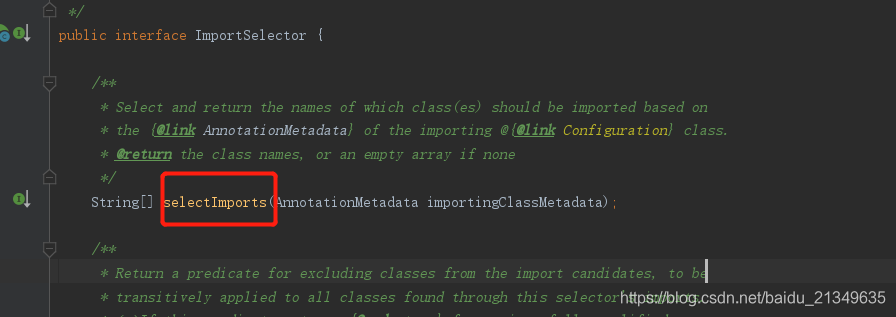 */
public interface ImportSelector {
/**
* Select and return the names of which class(es) should be imported based on
* the {@link AnnotationMetadata} of the importing @{@link Configuration} class.
* @return the class names, or an empty array if none
*/
String[] selectImports(AnnotationMetadata importingClassMetadata);
/**
* Return a predicate for excluding classes from the import candidates, to be
* transitively applied to all classes found through this selector's
https://blog.csdn.net/baidu_21349635